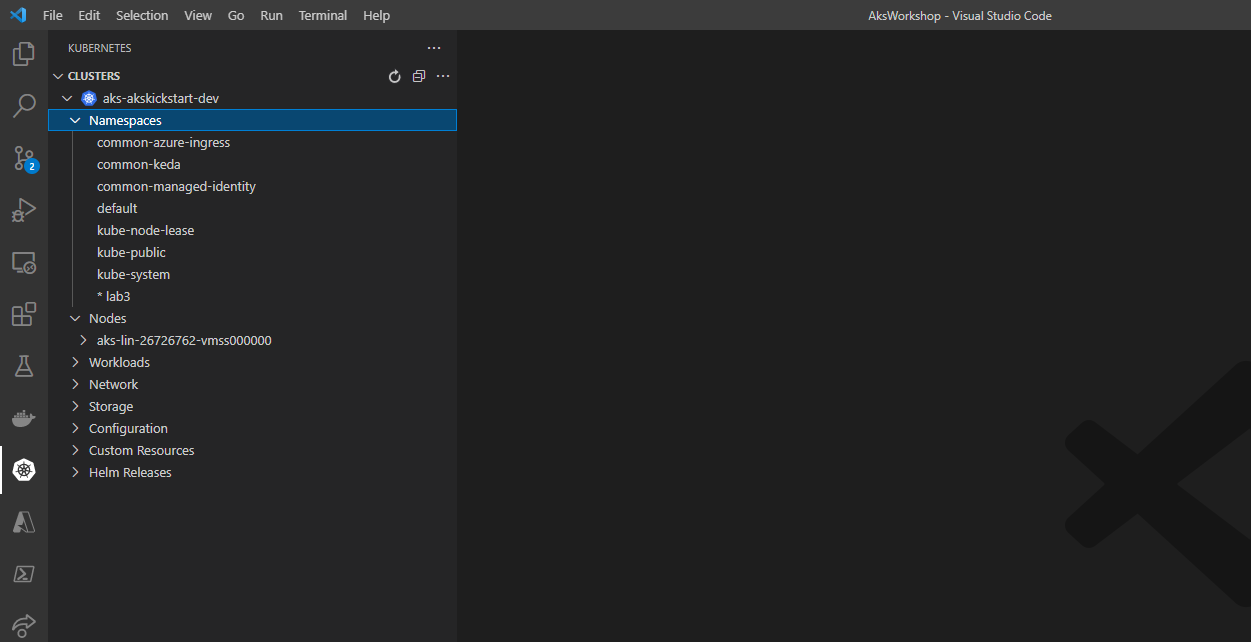 File Edit Selection View Go Run Terminal Help AksWorkshop - Visual Studio Code
KUBERNETES
CLUSTERS
aks-akskickstart-dev
Namespaces
common-azure-ingress
common-keda
2
common-managed-identity
default
kube-node-lease
kube-public
kube-system
* lab3
Nodes
aks-lin-26726762-vmss000000
Workloads
Network
Storage
Configuration
Custom Resources
Helm Releases